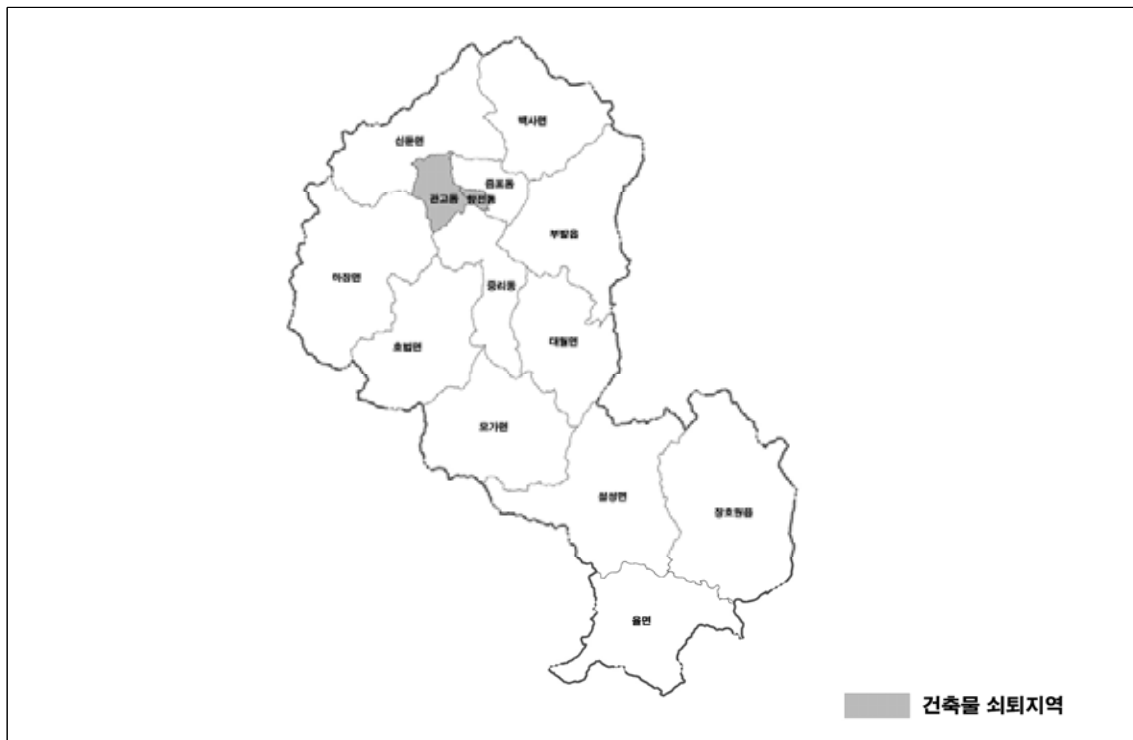 백사면
신둔면
증포동
관고동
창전동
부발읍
마장면
중리동
호법면
대월면
모가면
설성면
장호원읍
율면
건축물 쇠퇴지역